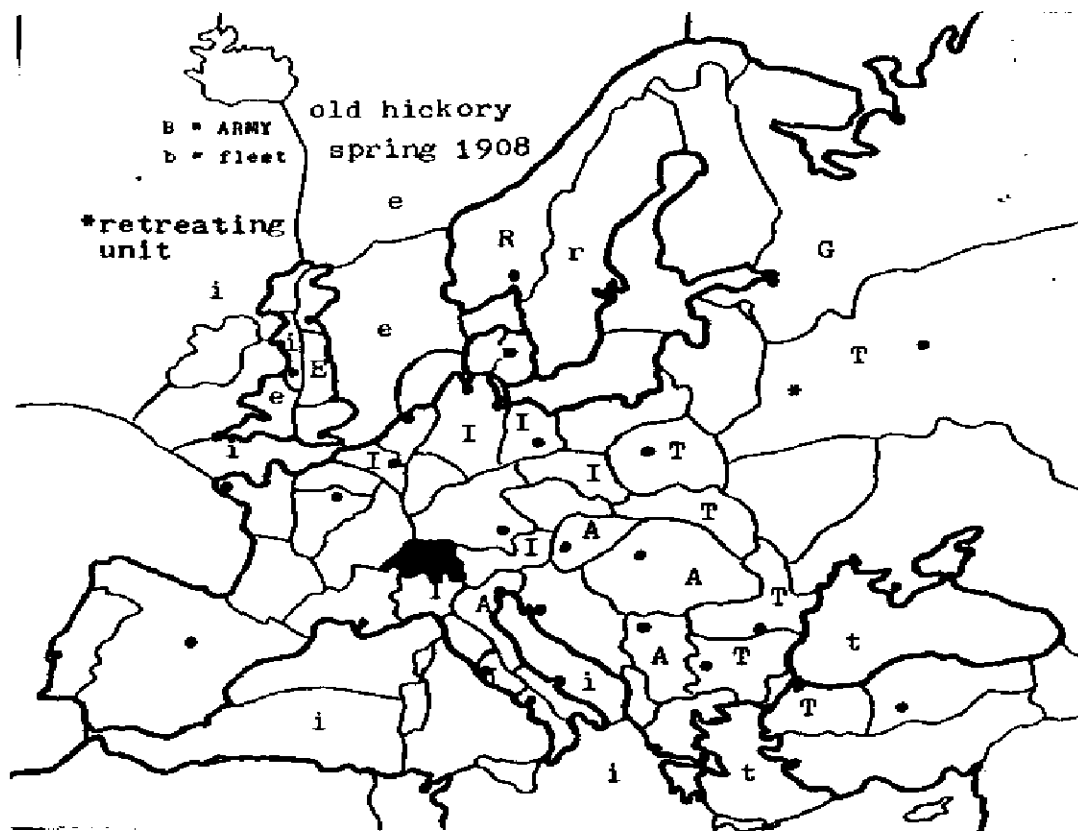 old hickory
B = ARMY
b = fleet
spring 1908
e
*retreating
unit
R
r
G
i
e
T
i
E
*
e
I
I
i
I
I
T
T
A
I
A
I
A
T
A
T
i
t
T
i
i
t